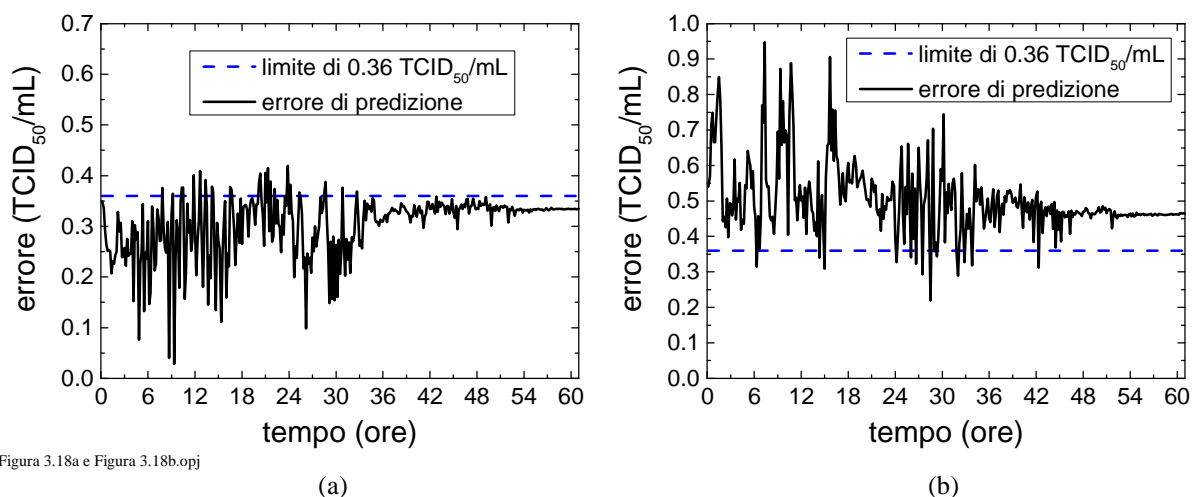 0.7
0.6
0.5
0.4
0.3
0.2
0.1
0.0
errore (TCID50/mL)
limite di 0.36 TCID50/mL
errore di predizione
0 6 12 18 24 30 36 42 48 54 60
tempo (ore)
1.0
0.9
0.8
0.7
0.6
0.5
0.4
0.3
0.2
0.1
0.0
errore (TCID50/mL)
limite di 0.36 TCID50/mL
errore di predizione
0 6 12 18 24 30 36 42 48 54 60
tempo (ore)
Figura 3.18a e Figura 3.18b.opj
(a)
(b)